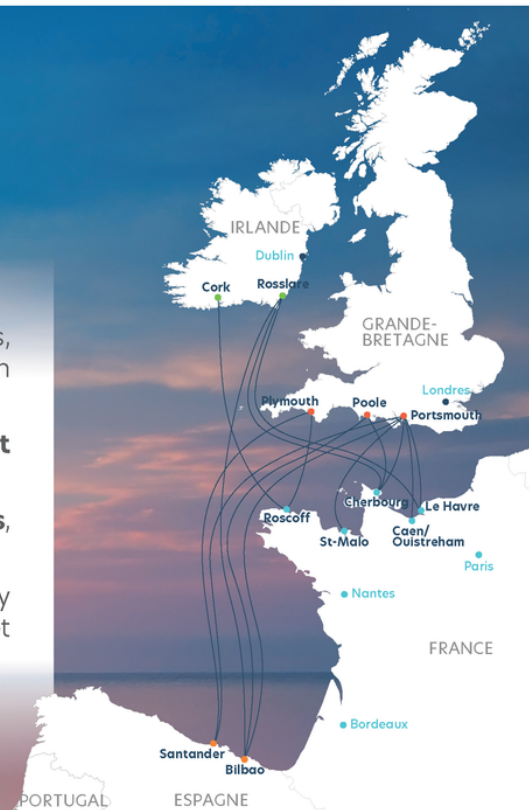 IRLANDE
Dublin
Cork
Rosslare
s,
n
GRANDE-
BRETAGNE
Londres
Plymouth
Poole
Portsmouth
t
Cherbourg
Le Havre
Roscoff
St-Malo
Caen/
Ouistreham
s,
Paris
Nantes
y
t
FRANCE
Bordeaux
Santander
Bilbao
PORTUGAL
ESPAGNE